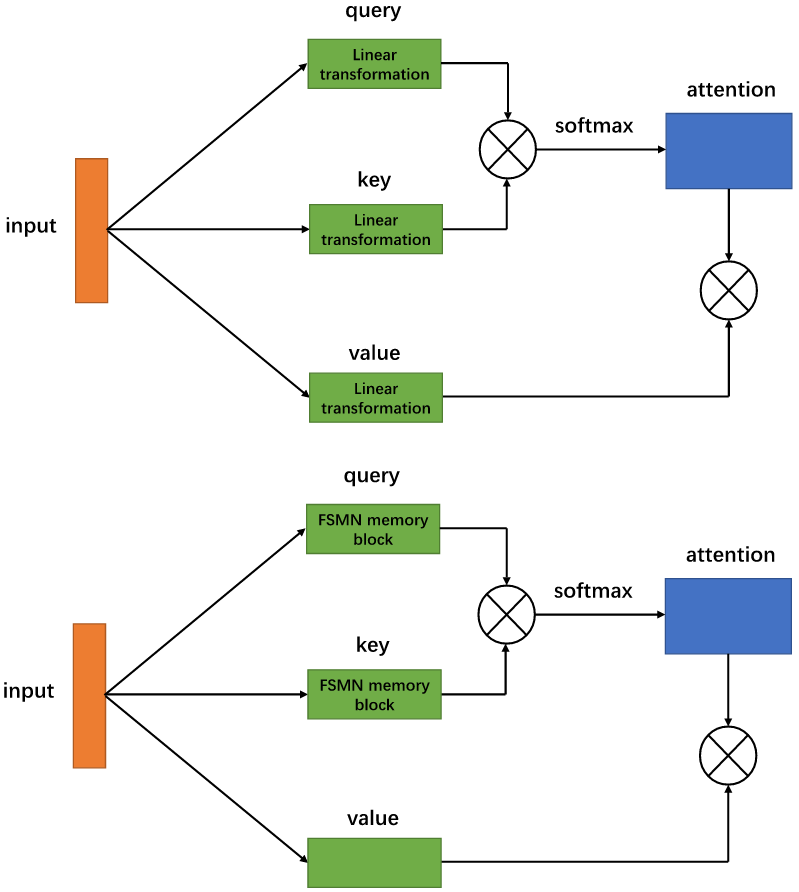 query
Linear
transformation
attention
softmax
key
input
Linear
transformation
value
Linear
transformation
query
FSMN memory
block
attention
softmax
key
input
FSMN memory
block
value